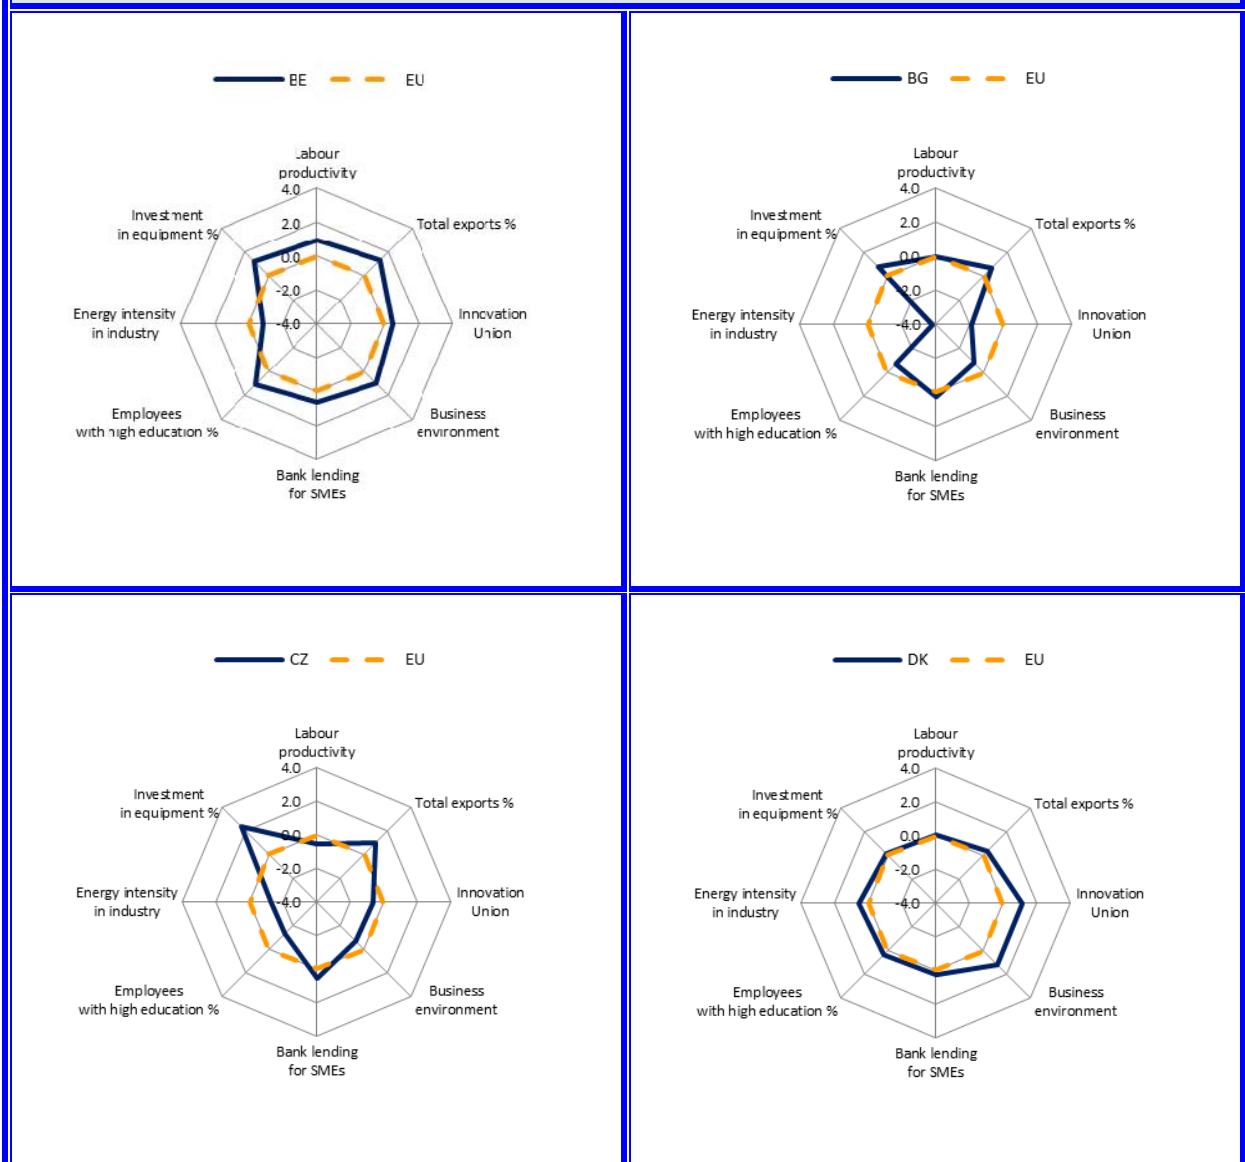 BE EU
Labour
productivity
4.0
Investment
in equipment %
2.0
Total exports %
0.0
-2.0
Energy intensity
in industry
-4.0
Innovation
Union
Employees
with high education %
Business
environment
Bank lending
for SMEs
BG EU
Labour
productivity
4.0
Investment
in equipment %
2.0
Total exports %
0.0
-2.0
Energy intensity
in industry
-4.0
Innovation
Union
Employees
with high education %
Business
environment
Bank lending
for SMEs
CZ EU
Labour
productivity
4.0
Investment
in equipment %
2.0
Total exports %
0.0
-2.0
Energy intensity
in industry
-4.0
Innovation
Union
Employees
with high education %
Business
environment
Bank lending
for SMEs
DK EU
Labour
productivity
4.0
Investment
in equipment %
2.0
Total exports %
0.0
-2.0
Energy intensity
in industry
-4.0
Innovation
Union
Employees
with high education %
Business
environment
Bank lending
for SMEs